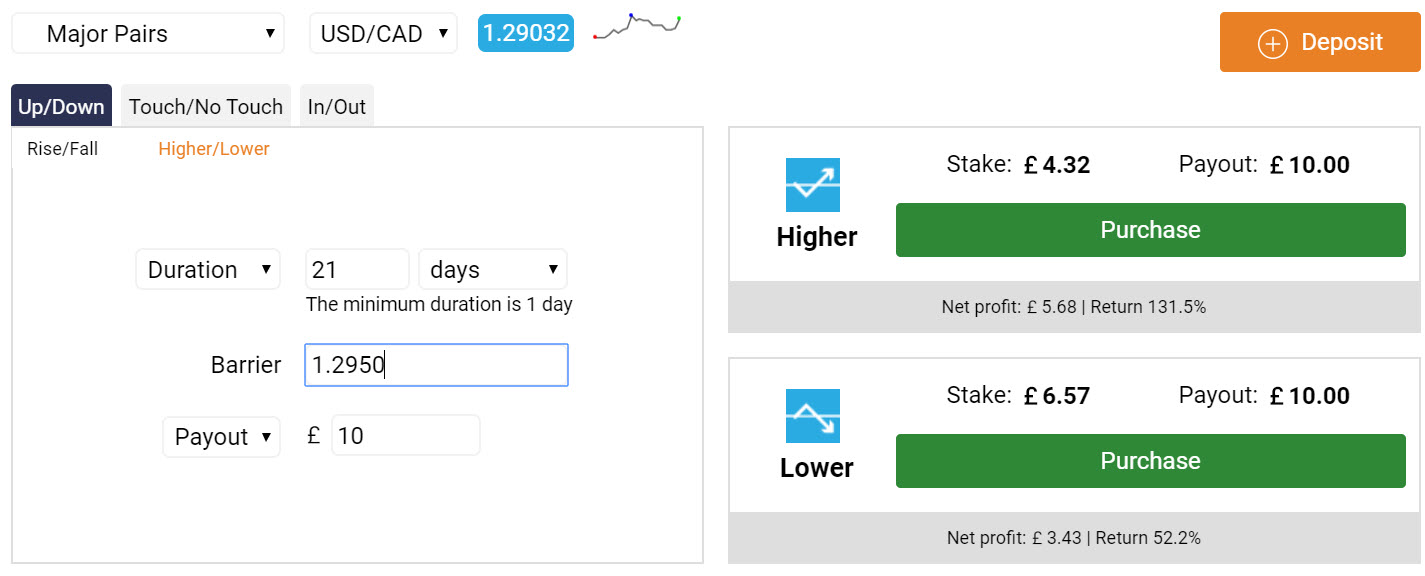 Major Pairs
USD/CAD
1.29032
Deposit
Up/Down
Touch/No Touch
In/Out
Rise/Fall
Higher/Lower
Duration
21
days
The minimum duration is 1 day
Barrier
1.2950
Payout
£
10
Higher
Stake: £ 4.32
Payout: £ 10.00
Purchase
Net profit: £ 5.68 | Return 131.5%
Lower
Stake: £ 6.57
Payout: £ 10.00
Purchase
Net profit: £ 3.43 | Return 52.2%